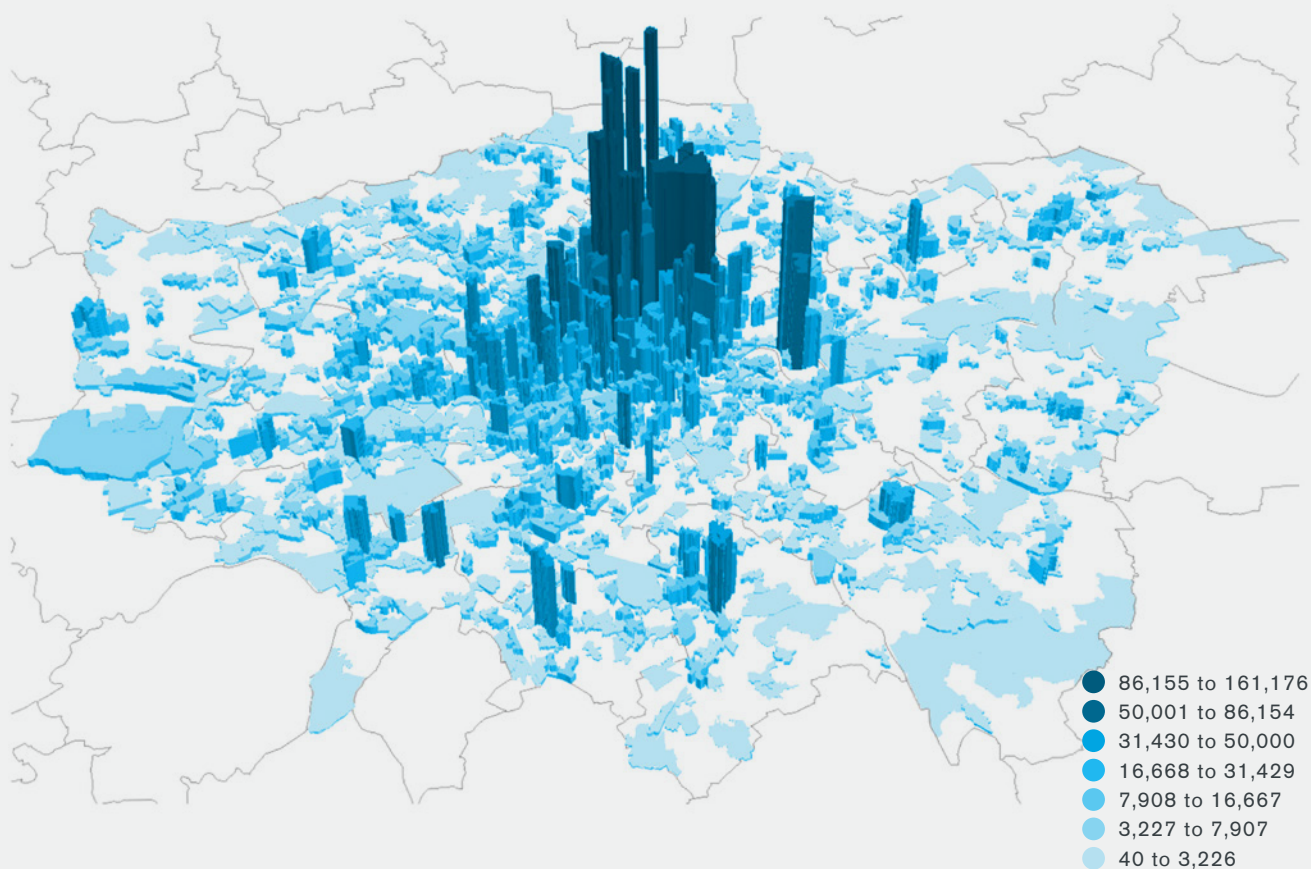 86,155 to 161,176
50,001 to 86,154
31,430 to 50,000
16,668 to 31,429
7,908 to 16,667
3,227 to 7,907
40 to 3,226